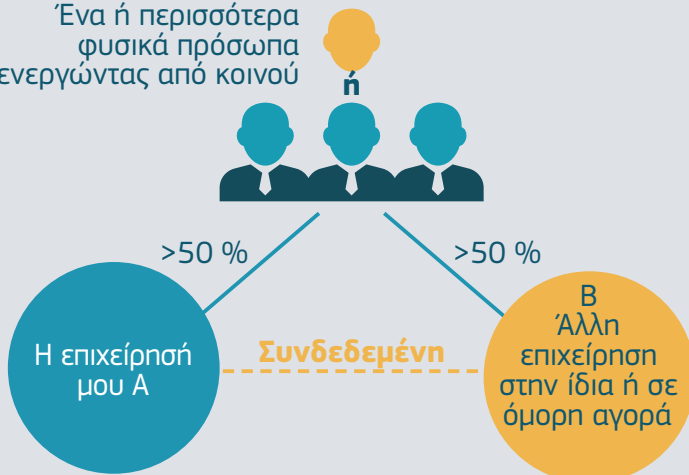 Ένα ή περισσότερα
φυσικά πρόσωπα
ενεργώντας από κοινού
ή
>50 %
>50 %
Η επιχείρησή
μου Α
Συνδεδεμένη
Β
Άλλη
επιχείρηση
στην ίδια ή σε
όμορη αγορά